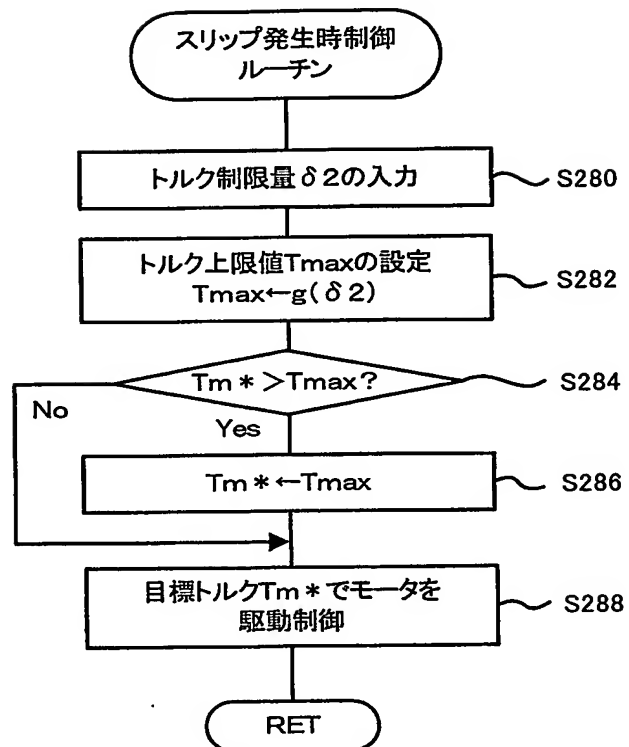 スリップ発生時制御
ルーチン
トルク制限量δ2の入力
S280
トルク上限値Tmaxの設定
Tmax←g(δ2)
S282
Tm*>Tmax?
S284
No
Yes
Tm*←Tmax
S286
目標トルクTm*でモータを
駆動制御
S288
RET